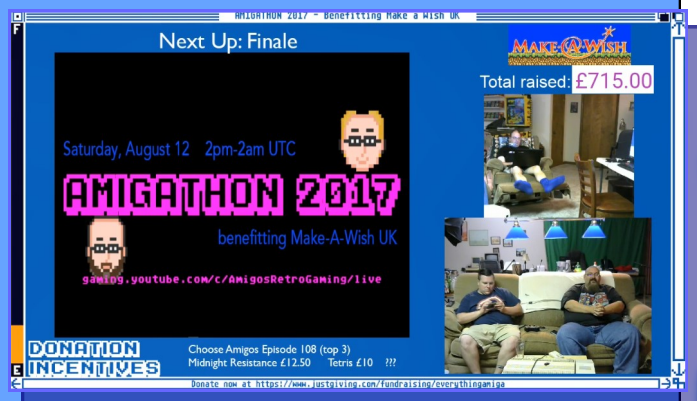 AMIGATHON 2017 - Benefitting Make A Wish UK
F
Next Up: Finale
MAKE-A-WISH
Total raised: £715.00
Saturday, August 12 2pm-2am UTC
AMIGATHON 2017
benefitting Make-A-Wish UK
gaming.youtube.com/c/AmigosRetroGaming/live
DONATION
INCENTIVES
Choose Amigos Episode 108 (top 3)
Midnight Resistance £12.50 Tetris £10 ???
E
Donate now at https://www.justgiving.com/fundraising/everythingamiga